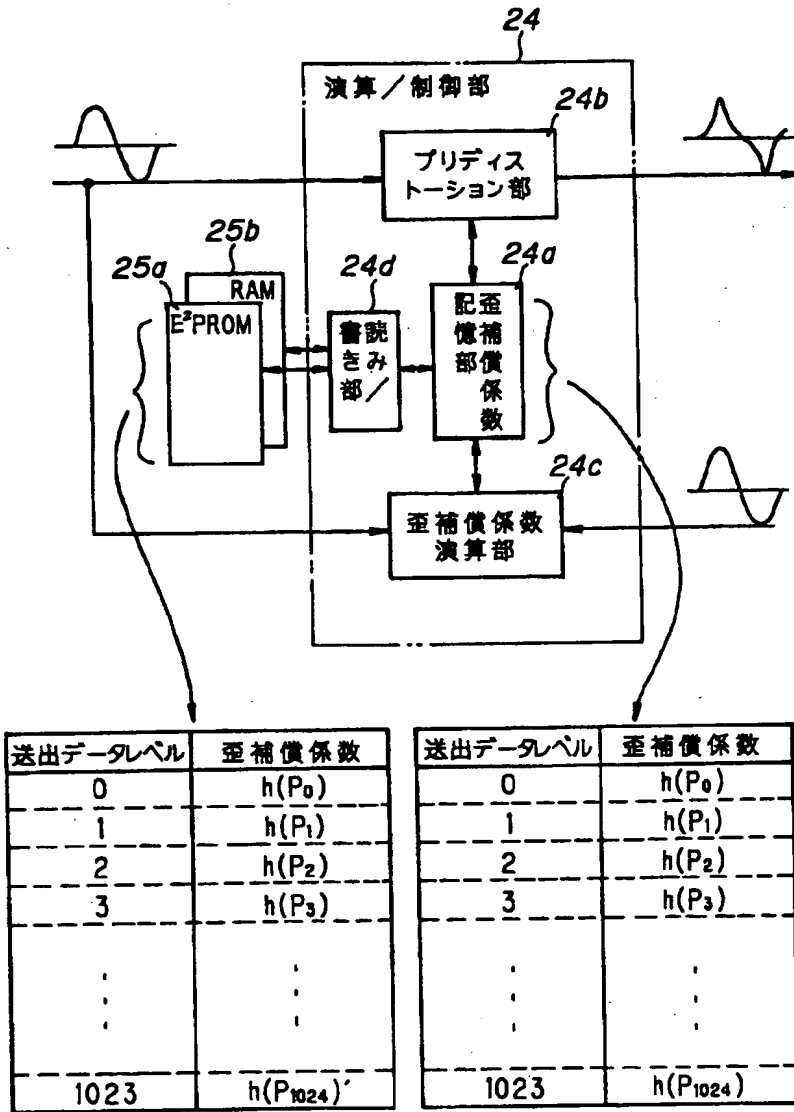 24
演算／制御部
24b
プリディス
トーション部
25b
RAM
25a
E²PROM
24d
読み／
書き部
24a
歪補償係数
記憶部
24c
歪補償係数
演算部
送出データレベル 歪補償係数
0 h(P₀)
1 h(P₁)
2 h(P₂)
3 h(P₃)
1023 h(P₁₀₂₄)′
送出データレベル 歪補償係数
0 h(P₀)
1 h(P₁)
2 h(P₂)
3 h(P₃)
1023 h(P₁₀₂₄)